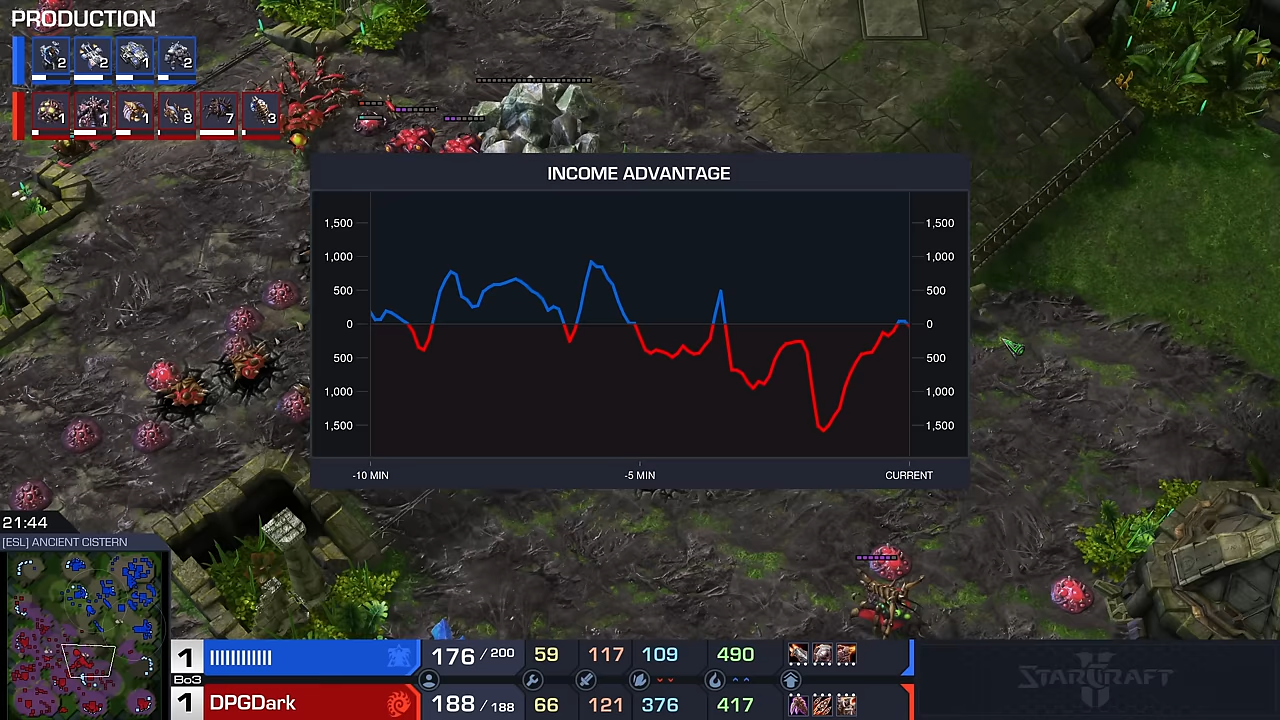 PRODUCTION
2 2 1 2
1 1 1 8 7 3
INCOME ADVANTAGE
1,500 1,500
1,000 1,000
500 500
0 0
500 500
1,000 1,000
1,500 1,500
-10 MIN -5 MIN CURRENT
21:44
[ESL] ANCIENT CISTERN
1 IIIIIIIIIIII 176 / 200 59 117 109 490
Bo3
1 DPGDark 188 / 188 66 121 376 417
STARCRAFT II